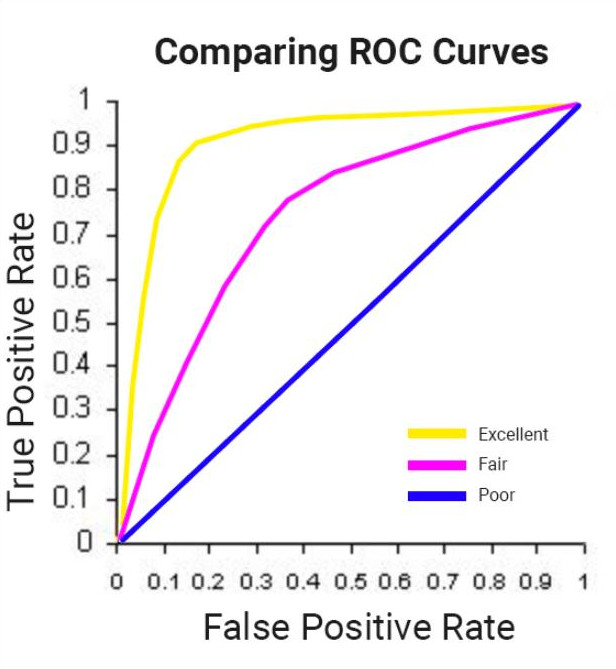 Comparing ROC Curves
True Positive Rate
1
0.9
0.8
0.7
0.6
0.5
0.4
0.3
0.2
0.1
0
Excellent
Fair
Poor
0 0.1 0.2 0.3 0.4 0.5 0.6 0.7 0.8 0.9 1
False Positive Rate